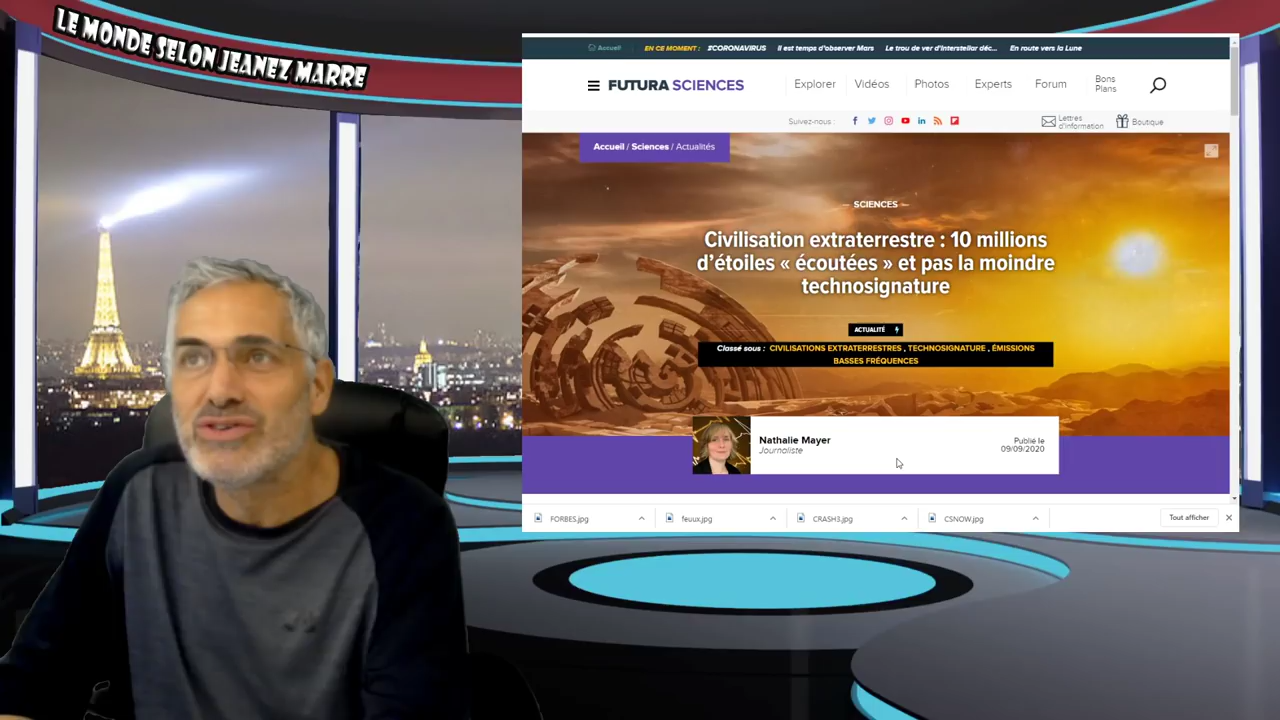 LE MONDE SELON JEANEZ MARRE
Accueil EN CE MOMENT : #CORONAVIRUS Il est temps d'observer Mars Le trou de ver d'Interstellar déc... En route vers la Lune
FUTURA SCIENCES Explorer Vidéos Photos Experts Forum Bons
Plans
Suivez-nous : Lettres
d'information Boutique
Accueil / Sciences / Actualités
SCIENCES
Civilisation extraterrestre : 10 millions
d'étoiles « écoutées » et pas la moindre
technosignature
ACTUALITÉ
Classé sous : CIVILISATIONS EXTRATERRESTRES , TECHNOSIGNATURE , ÉMISSIONS
BASSES FRÉQUENCES
Nathalie Mayer
Journaliste
Publié le
09/09/2020
FORBES.jpg feuux.jpg CRASH3.jpg CSNOW.jpg Tout afficher